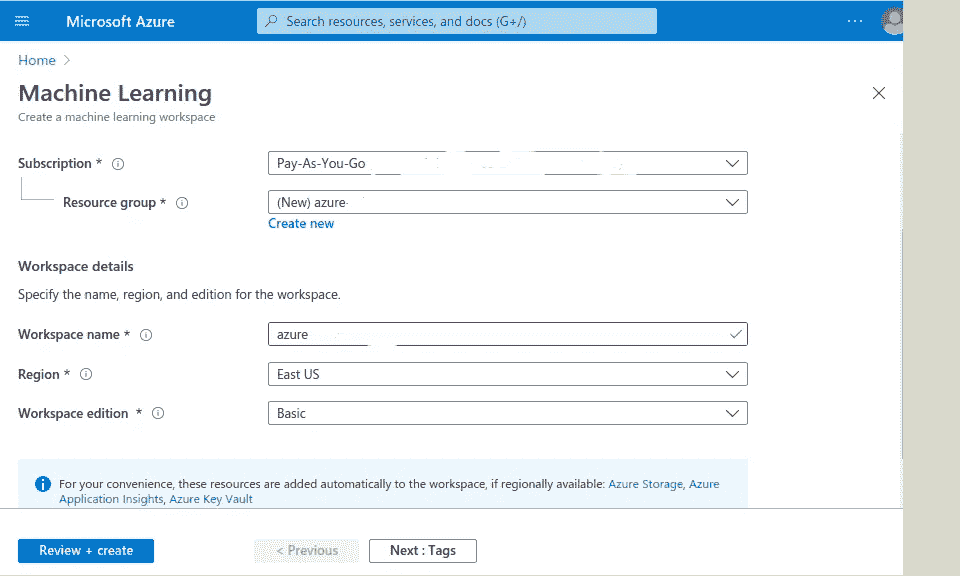 Microsoft Azure
Search resources, services, and docs (G+/)
...
Home >
Machine Learning
Create a machine learning workspace
Subscription *
Pay-As-You-Go
Resource group *
(New) azure-
Create new
Workspace details
Specify the name, region, and edition for the workspace.
Workspace name *
azure
Region *
East US
Workspace edition *
Basic
For your convenience, these resources are added automatically to the workspace, if regionally available: Azure Storage, Azure
Application Insights, Azure Key Vault
Review + create
< Previous
Next : Tags